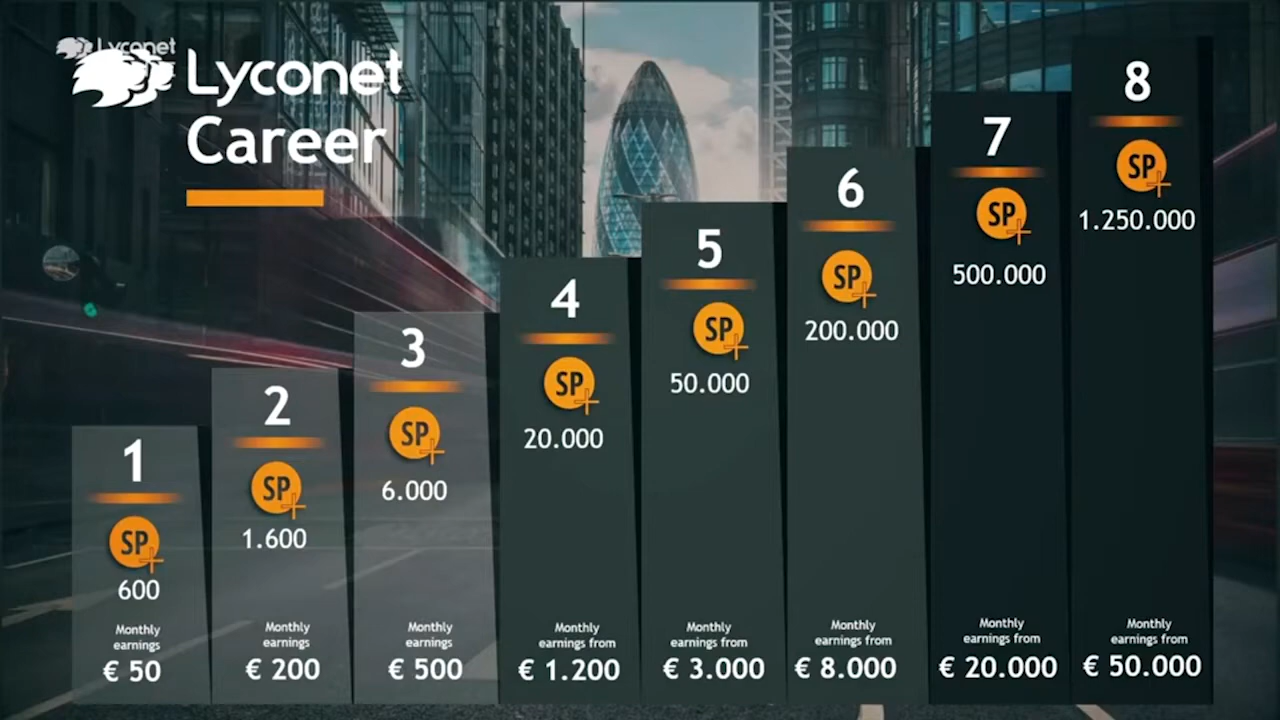 Lyconet
Lyconet
Career
1
SP
600
Monthly
earnings
€ 50
2
SP
1.600
Monthly
earnings
€ 200
3
SP
6.000
Monthly
earnings
€ 500
4
SP
20.000
Monthly
earnings from
€ 1.200
5
SP
50.000
Monthly
earnings from
€ 3.000
6
SP
200.000
Monthly
earnings from
€ 8.000
7
SP
500.000
Monthly
earnings from
€ 20.000
8
SP
1.250.000
Monthly
earnings from
€ 50.000